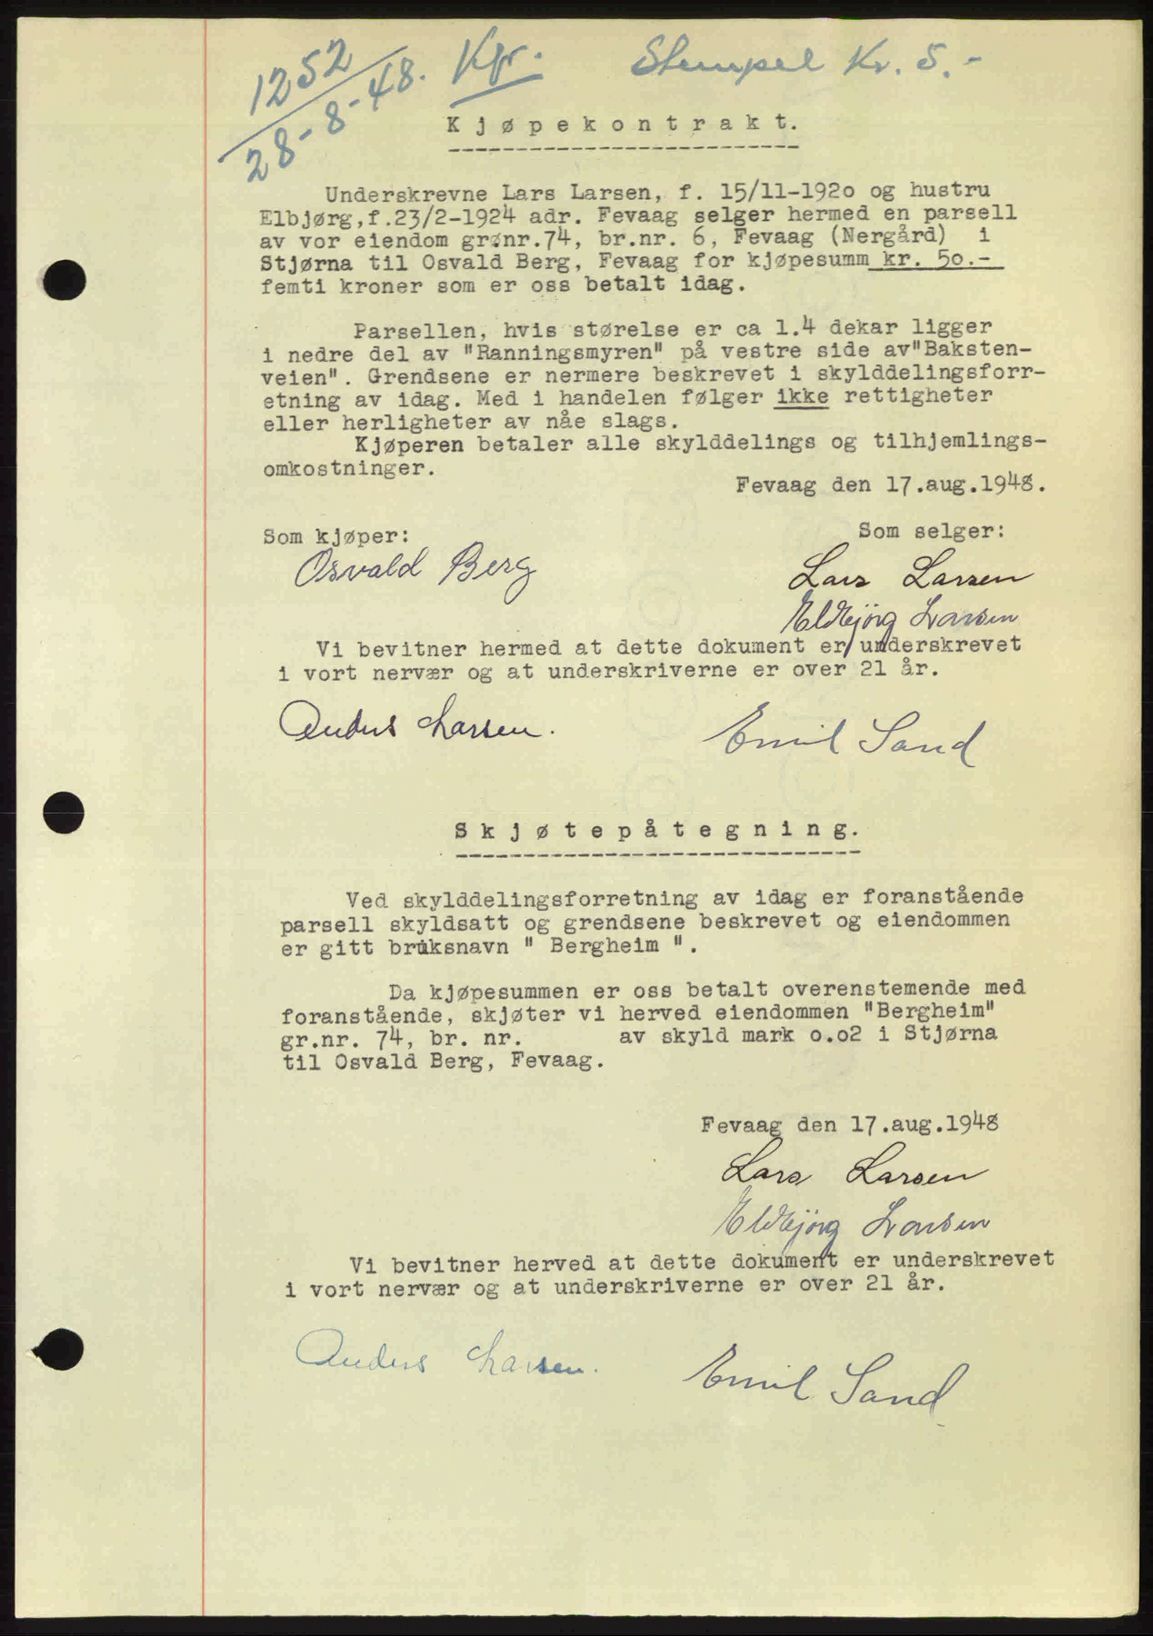 1252 Kfr. Stempel Kr. 5.-
28-8-48.
Kjøpekontrakt.
Underskrevne Lars Larsen, f. 15/11-192o og hustru
Elbjørg,f.23/2-1924 adr. Fevaag selger hermed en parsell
av vor eiendom grønr.74, br.nr. 6, Fevaag (Nergård) i
Stjørna til Osvald Berg, Fevaag for kjøpesumm kr. 5o.-
femti kroner som er oss betalt idag.
Parsellen, hvis størelse er ca 1.4 dekar ligger
i nedre del av "Ranningsmyren" på vestre side av"Baksten-
veien". Grendsene er nermere beskrevet i skylddelingsforr-
etning av idag. Med i handelen følger ikke rettigheter
eller herligheter av nåe slags.
Kjøperen betaler alle skylddelings og tilhjemlings-
omkostninger.
Fevaag den 17.aug.1948.
Som kjøper: Som selger:
Osvald Berg Lars Larsen
Eldbjörg Larsen
Vi bevitner hermed at dette dokument er underskrevet
i vort nervær og at underskriverne er over 21 år.
Anders Larsen. Emil Sand
Skjøtepåtegning.
Ved skylddelingsforretning av idag er foranstående
parsell skyldsatt og grendsene beskrevet og eiendommen
er gitt bruksnavn " Bergheim ".
Da kjøpesummen er oss betalt overenstemende med
foranstående, skjøter vi herved eiendommen "Bergheim"
gr.nr. 74, br. nr. av skyld mark o.o2 i Stjørna
til Osvald Berg, Fevaag.
Fevaag den 17.aug.1948
Lars Larsen
Eldbjörg Larsen
Vi bevitner herved at dette dokument er underskrevet
i vort nervær og at underskriverne er over 21 år.
Anders Larsen. Emil Sand